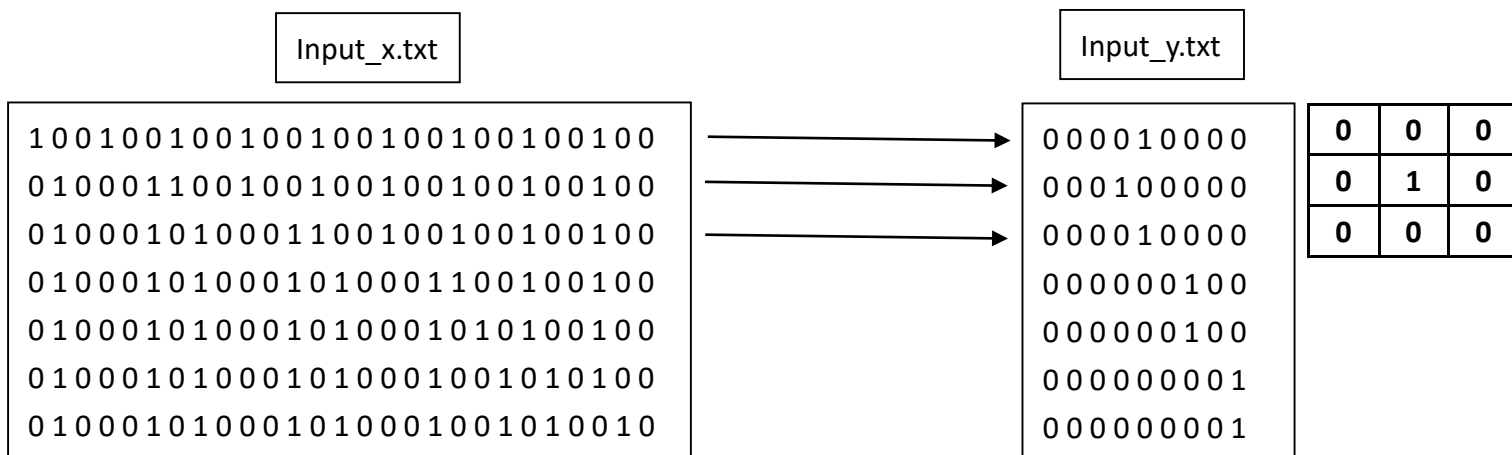 Input_x.txt
1 0 0 1 0 0 1 0 0 1 0 0 1 0 0 1 0 0 1 0 0 1 0 0 1 0 0
0 1 0 0 0 1 1 0 0 1 0 0 1 0 0 1 0 0 1 0 0 1 0 0 1 0 0
0 1 0 0 0 1 0 1 0 0 0 1 1 0 0 1 0 0 1 0 0 1 0 0 1 0 0
0 1 0 0 0 1 0 1 0 0 0 1 0 1 0 0 0 1 1 0 0 1 0 0 1 0 0
0 1 0 0 0 1 0 1 0 0 0 1 0 1 0 0 0 1 0 1 0 1 0 0 1 0 0
0 1 0 0 0 1 0 1 0 0 0 1 0 1 0 0 0 1 0 0 1 0 1 0 1 0 0
0 1 0 0 0 1 0 1 0 0 0 1 0 1 0 0 0 1 0 0 1 0 1 0 0 1 0
Input_y.txt
0 0 0 0 1 0 0 0 0
0 0 0 1 0 0 0 0 0
0 0 0 0 1 0 0 0 0
0 0 0 0 0 0 1 0 0
0 0 0 0 0 0 1 0 0
0 0 0 0 0 0 0 0 1
0 0 0 0 0 0 0 0 1
0 0 0
0 1 0
0 0 0